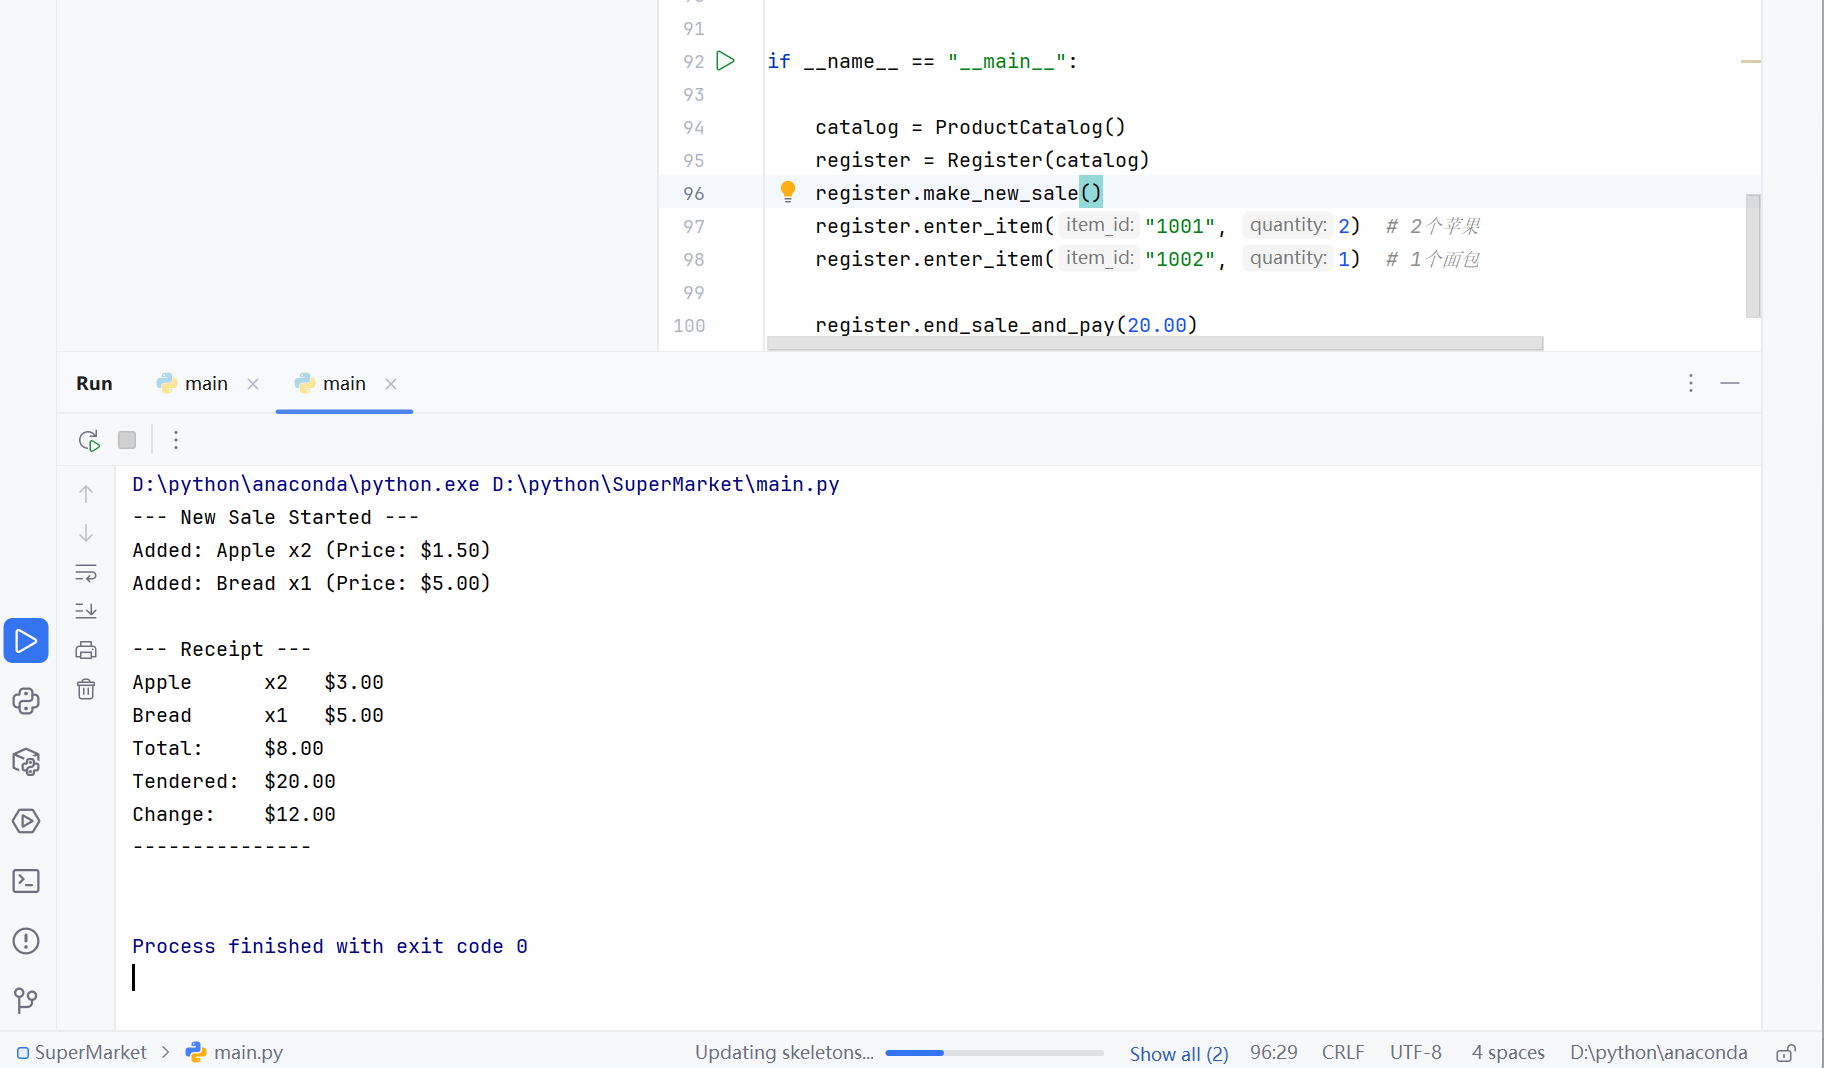 91
92 if __name__ == "__main__":
93
94 catalog = ProductCatalog()
95 register = Register(catalog)
96 register.make_new_sale()
97 register.enter_item( item_id: "1001", quantity: 2) # 2个苹果
98 register.enter_item( item_id: "1002", quantity: 1) # 1个面包
99
100 register.end_sale_and_pay(20.00)
Run main main
D:\python\anaconda\python.exe D:\python\SuperMarket\main.py
--- New Sale Started ---
Added: Apple x2 (Price: $1.50)
Added: Bread x1 (Price: $5.00)
--- Receipt ---
Apple x2 $3.00
Bread x1 $5.00
Total: $8.00
Tendered: $20.00
Change: $12.00
---------------
Process finished with exit code 0
SuperMarket > main.py Updating skeletons... Show all (2) 96:29 CRLF UTF-8 4 spaces D:\python\anaconda